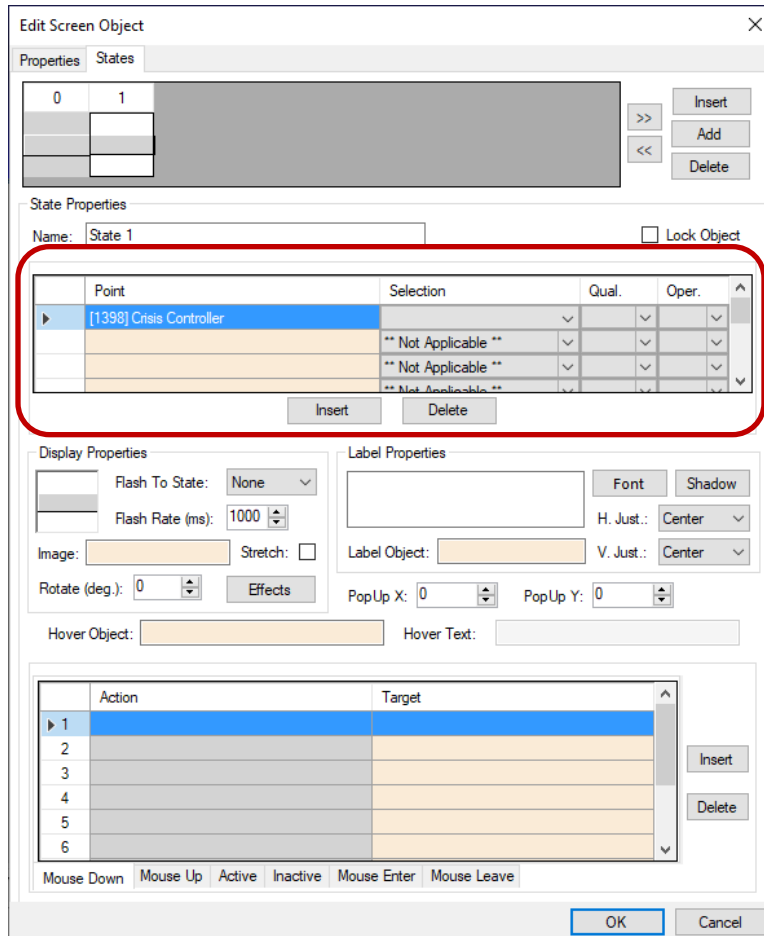 Edit Screen Object
Properties States
0 1
>> Insert
<< Add
Delete
State Properties
Name: State 1 Lock Object
Point Selection Qual. Oper.
[1398] Crisis Controller
** Not Applicable **
** Not Applicable **
** Not Applicable **
Insert Delete
Display Properties
Flash To State: None
Flash Rate (ms): 1000
Image: Stretch:
Rotate (deg.): 0 Effects
Label Properties
Font Shadow
H. Just.: Center
Label Object: V. Just.: Center
PopUp X: 0 PopUp Y: 0
Hover Object: Hover Text:
Action Target
1
2
3
4
5
6
Insert
Delete
Mouse Down Mouse Up Active Inactive Mouse Enter Mouse Leave
OK Cancel